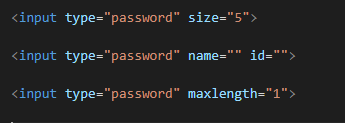 <input type="password" size="5">
<input type="password" name="" id="">
<input type="password" maxlength="1">